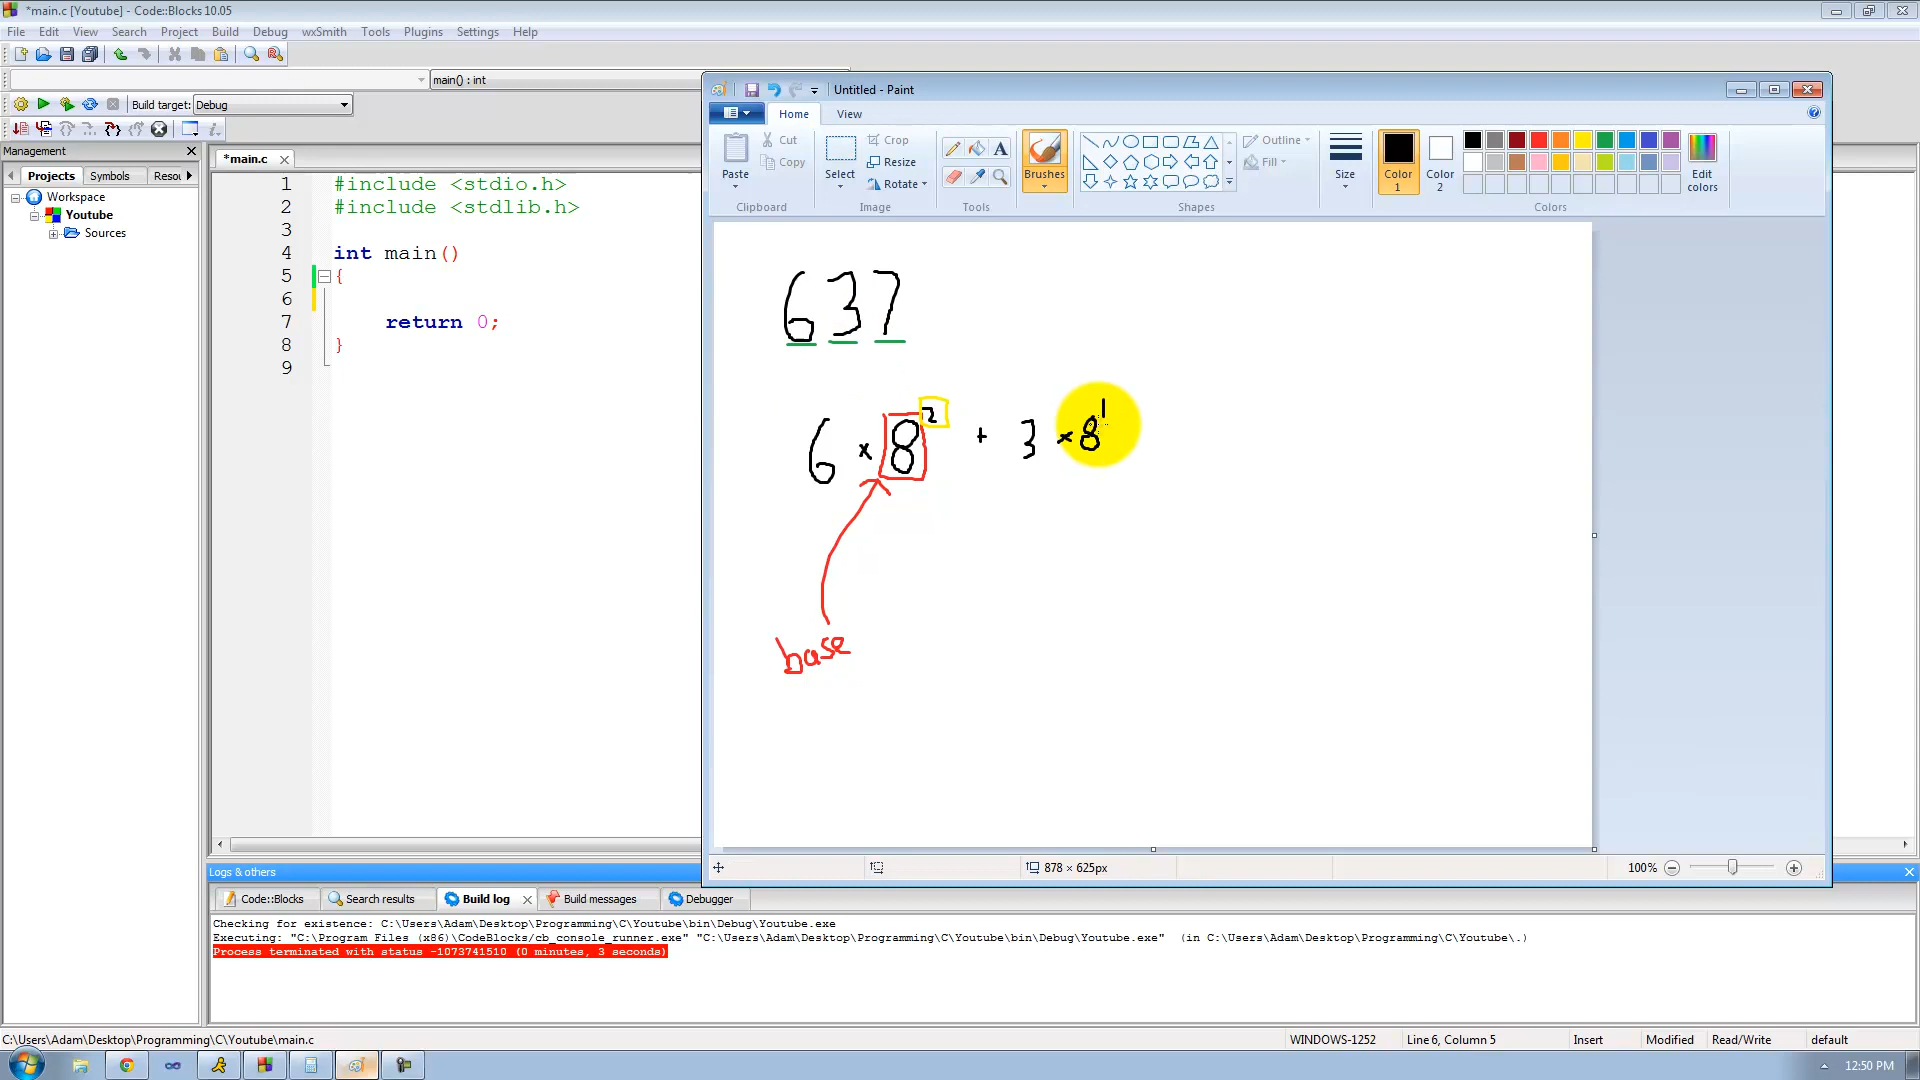 *main.c [Youtube] - Code::Blocks 10.05
File Edit View Search Project Build Debug wxSmith Tools Plugins Settings Help
main() : int
Build target: Debug
Management
Projects Symbols Resou
Workspace
Youtube
Sources
*main.c
1 #include <stdio.h>
2 #include <stdlib.h>
3
4 int main()
5 {
6
7 return 0;
8 }
9
Untitled - Paint
Home View
Paste Cut Copy
Clipboard
Select Crop Resize Rotate
Image
A
Tools
Brushes
Outline Fill
Shapes
Size
Color 1
Color 2
Edit colors
Colors
637
6 × 8² + 3 × 8¹
base
878 × 625px
100%
Logs & others
Code::Blocks Search results Build log Build messages Debugger
Checking for existence: C:\Users\Adam\Desktop\Programming\C\Youtube\bin\Debug\Youtube.exe
Executing: "C:\Program Files (x86)\CodeBlocks/cb_console_runner.exe" "C:\Users\Adam\Desktop\Programming\C\Youtube\bin\Debug\Youtube.exe" (in C:\Users\Adam\Desktop\Programming\C\Youtube\.)
Process terminated with status -1073741510 (0 minutes, 3 seconds)
C:\Users\Adam\Desktop\Programming\C\Youtube\main.c WINDOWS-1252 Line 6, Column 5 Insert Modified Read/Write default
12:50 PM